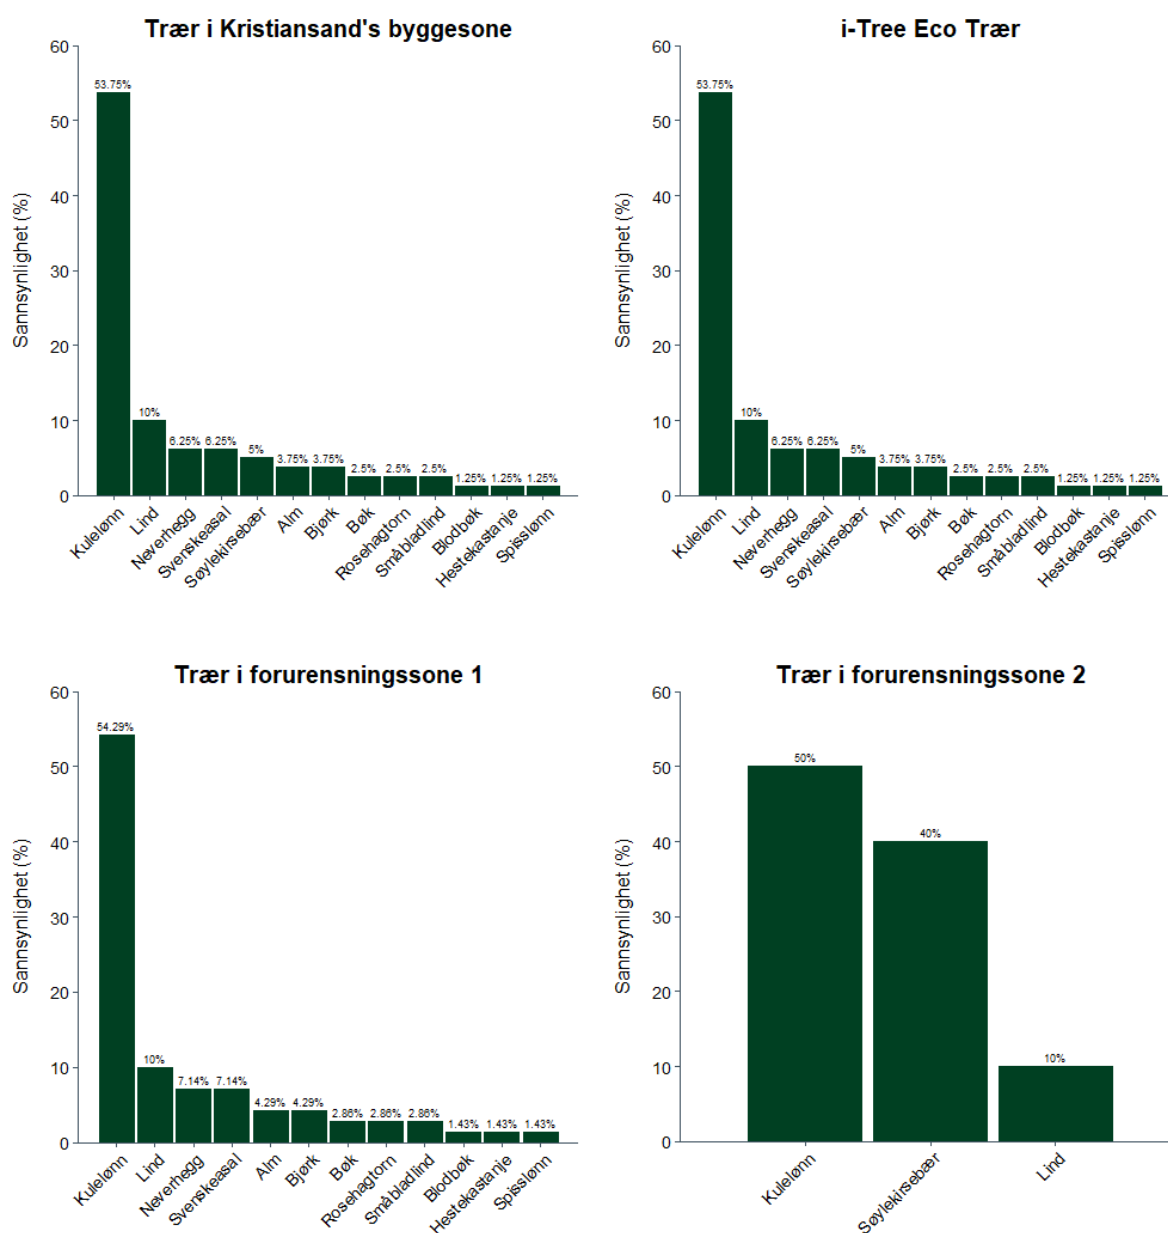 Trær i Kristiansand's byggesone
60
50
40
30
20
10
0
Sannsynlighet (%)
53.75%
10%
6.25%
6.25%
5%
3.75%
3.75%
2.5%
2.5%
2.5%
1.25%
1.25%
1.25%
Kulelønn
Lind
Neverhegg
Svenskeasal
Søylekirsebær
Alm
Bjørk
Bøk
Rosehagtorn
Småbladlind
Blodbøk
Hestekastanje
Spisslønn
i-Tree Eco Trær
60
50
40
30
20
10
0
Sannsynlighet (%)
53.75%
10%
6.25%
6.25%
5%
3.75%
3.75%
2.5%
2.5%
2.5%
1.25%
1.25%
1.25%
Kulelønn
Lind
Neverhegg
Svenskeasal
Søylekirsebær
Alm
Bjørk
Bøk
Rosehagtorn
Småbladlind
Blodbøk
Hestekastanje
Spisslønn
Trær i forurensningssone 1
60
50
40
30
20
10
0
Sannsynlighet (%)
54.29%
10%
7.14%
7.14%
4.29%
4.29%
2.86%
2.86%
2.86%
1.43%
1.43%
1.43%
Kulelønn
Lind
Neverhegg
Svenskeasal
Alm
Bjørk
Bøk
Rosehagtorn
Småbladlind
Blodbøk
Hestekastanje
Spisslønn
Trær i forurensningssone 2
60
50
40
30
20
10
0
Sannsynlighet (%)
50%
40%
10%
Kulelønn
Søylekirsebær
Lind